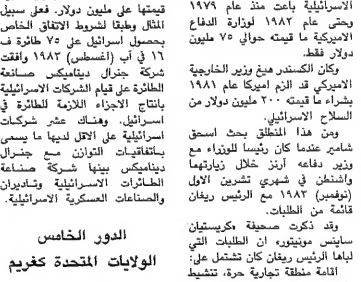 الاسرائيلية باعت منذ عام ١٩٧٩
وحتى عام ١٩٨٢ لوزارة الدفاع
الاميركية ما قيمته حوالي ٧٥ مليون
دولار فقط.
وكان الكسندر هيغ وزير الخارجية
الاميركي قد الزم اميركا عام ١٩٨١
بشراء ما قيمته ٢٠٠ مليون دولار من
السلاح الاسرائيلي.
ومن هذا المنطلق بحث اسحق
شامير عندما كان رئيسا للوزراء مع
وزير دفاعه أرنز خلال زيارتهما
واشنطن في شهري تشرين الاول
(نوفمبر) ١٩٨٣ مع الرئيس ريغان
قائمة من الطلبات.
وقد ذكرت صحيفة «كريستيان
ساينس مونيتور» ان الطلبات التي
لباها الرئيس ريغان كان تشتمل على:
اقامة منطقة تجارية حرة، تنشيط
قيمتها على مليون دولار. فعلى سبيل
المثال وطبقا لشروط الاتفاق الخاص
بحصول اسرائيل على ٧٥ طائرة ف
١٦ في آب (اغسطس) ١٩٨٣ وافقت
شركة جنرال ديناميكس صانعة
الطائرة على قيام الشركات الاسرائيلية
بانتاج الاجزاء اللازمة للطائرة في
اسرائيل. وهناك عشر شركات
اسرائيلية على الاقل لديها ما يسمى
باتفاقيات التوازن مع جنرال
ديناميكس بينها شركة صناعة
الطائرات الاسرائيلية وتاديران
والصناعات العسكرية الاسرائيلية.
الدور الخامس
الولايات المتحدة كغريم